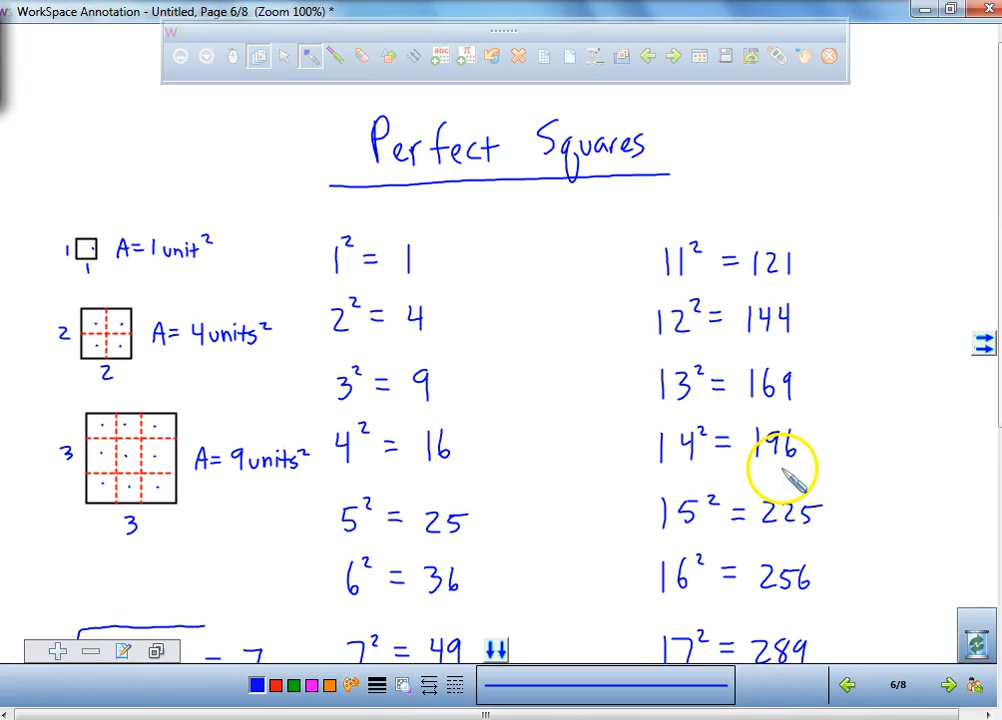 WorkSpace Annotation - Untitled, Page 6/8 (Zoom 100%) *
Perfect Squares
1
1
A = 1 unit²
2
2
A = 4 units²
3
3
A = 9 units²
1² = 1
2² = 4
3² = 9
4² = 16
5² = 25
6² = 36
7² = 49
11² = 121
12² = 144
13² = 169
14² = 196
15² = 225
16² = 256
17² = 289
= 7
6/8